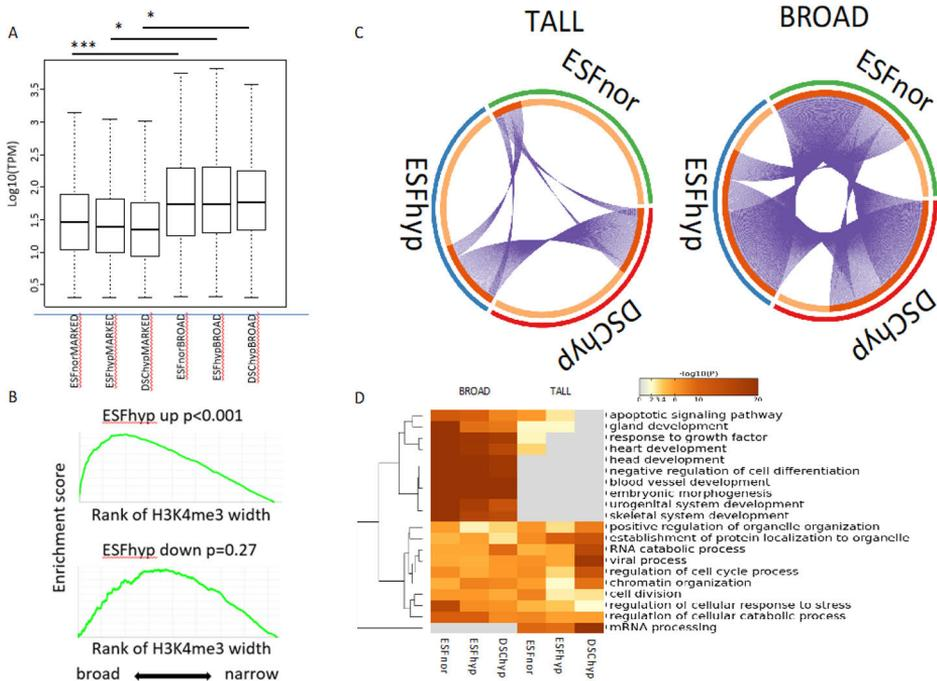 A
***
*
*
Log10(TPM)
3.5
3
2.5
2.0
1.5
1.0
0.5
ESFnorMARKED
ESFhypMARKED
DSChypMARKED
ESFnorBROAD
ESFhypBROAD
DSChypBROAD
B
Enrichment score
ESFhyp up p<0.001
Rank of H3K4me3 width
ESFhyp down p=0.27
Rank of H3K4me3 width
broad
narrow
C
TALL
ESFnor
ESFhyp
DSChyp
BROAD
ESFnor
ESFhyp
DSChyp
D
BROAD
TALL
-log10(P)
0 2 3 4 6 10 20
apoptotic signaling pathway
gland development
response to growth factor
heart development
head development
negative regulation of cell differentiation
blood vessel development
embryonic morphogenesis
urogenital system development
skeletal system development
positive regulation of organelle organization
establishment of protein localization to organelle
RNA catabolic process
viral process
regulation of cell cycle process
chromatin organization
cell division
regulation of cellular response to stress
regulation of cellular catabolic process
mRNA processing
ESFnor
ESFhyp
DSChyp
ESFnor
ESFhyp
DSChyp